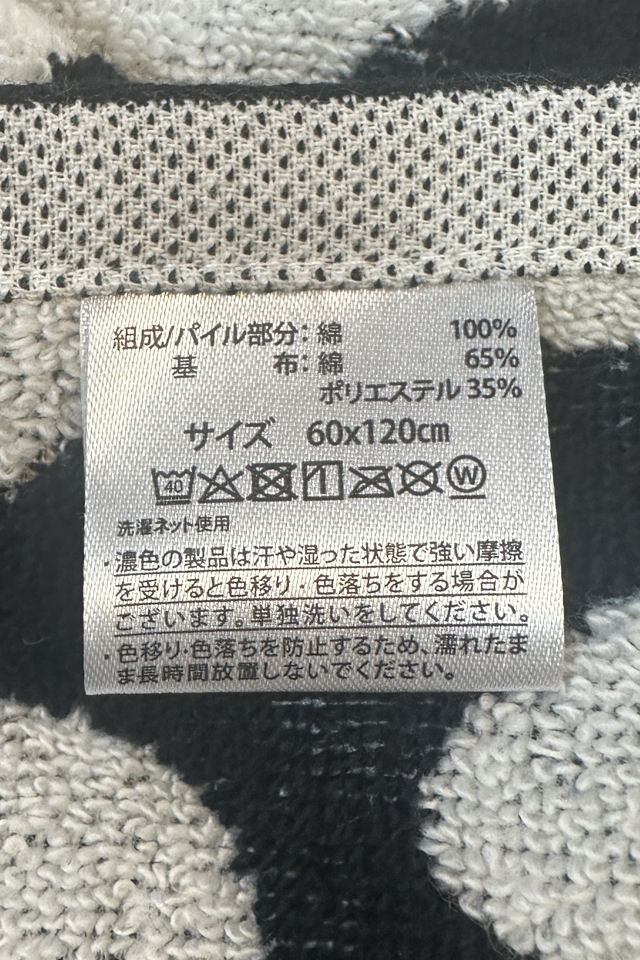 組成/パイル部分：綿 100%
基 布：綿 65%
ポリエステル 35%
サイズ 60x120㎝
40 W
洗濯ネット使用
・濃色の製品は汗や湿った状態で強い摩擦
を受けると色移り・色落ちをする場合が
ございます。単独洗いをしてください。
・色移り・色落ちを防止するため、濡れたま
ま長時間放置しないでください。